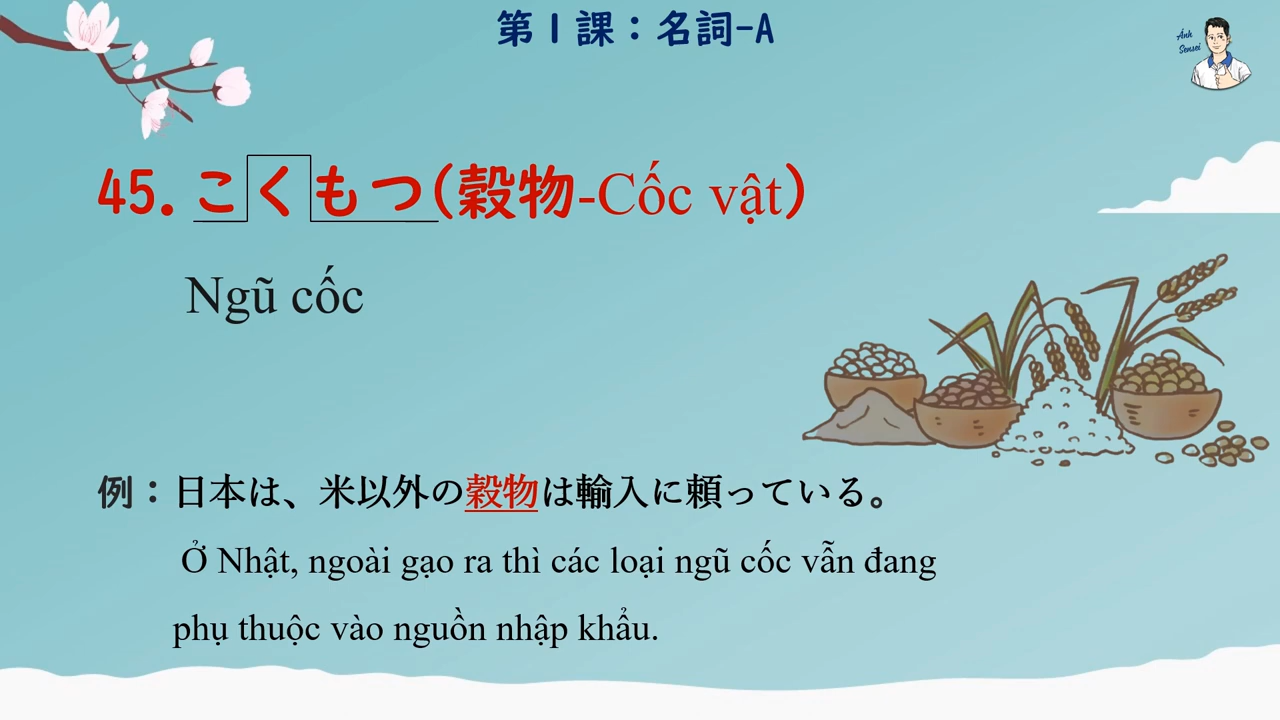 第1課：名詞-A
Anh
Sensei
45. こくもつ(穀物-Cốc vật)
Ngũ cốc
例：日本は、米以外の穀物は輸入に頼っている。
Ở Nhật, ngoài gạo ra thì các loại ngũ cốc vẫn đang
phụ thuộc vào nguồn nhập khẩu.